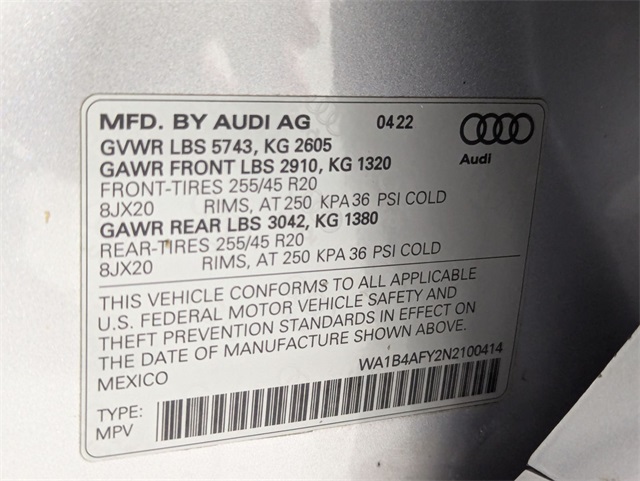 MFD. BY AUDI AG 04 22
GVWR LBS 5743, KG 2605
GAWR FRONT LBS 2910, KG 1320
Audi
FRONT-TIRES 255/45 R20
8JX20 RIMS, AT 250 KPA 36 PSI COLD
GAWR REAR LBS 3042, KG 1380
REAR-TIRES 255/45 R20
8JX20 RIMS, AT 250 KPA 36 PSI COLD
THIS VEHICLE CONFORMS TO ALL APPLICABLE
U.S. FEDERAL MOTOR VEHICLE SAFETY AND
THEFT PREVENTION STANDARDS IN EFFECT ON
THE DATE OF MANUFACTURE SHOWN ABOVE.
MEXICO WA1B4AFY2N2100414
TYPE:
MPV